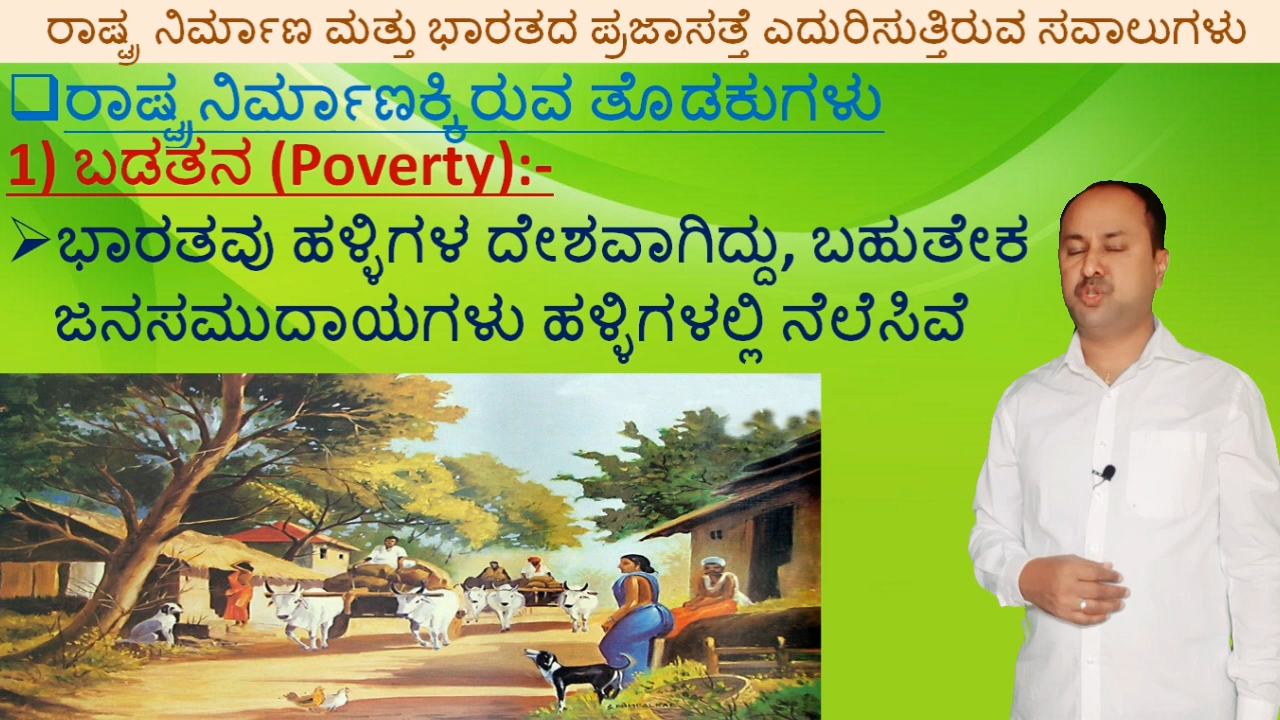 ರಾಷ್ಟ್ರ ನಿರ್ಮಾಣ ಮತ್ತು ಭಾರತದ ಪ್ರಜಾಸತ್ತೆ ಎದುರಿಸುತ್ತಿರುವ ಸವಾಲುಗಳು
ರಾಷ್ಟ್ರನಿರ್ಮಾಣಕ್ಕಿರುವ ತೊಡಕುಗಳು
1) ಬಡತನ (Poverty):-
ಭಾರತವು ಹಳ್ಳಿಗಳ ದೇಶವಾಗಿದ್ದು, ಬಹುತೇಕ
ಜನಸಮುದಾಯಗಳು ಹಳ್ಳಿಗಳಲ್ಲಿ ನೆಲೆಸಿವೆ